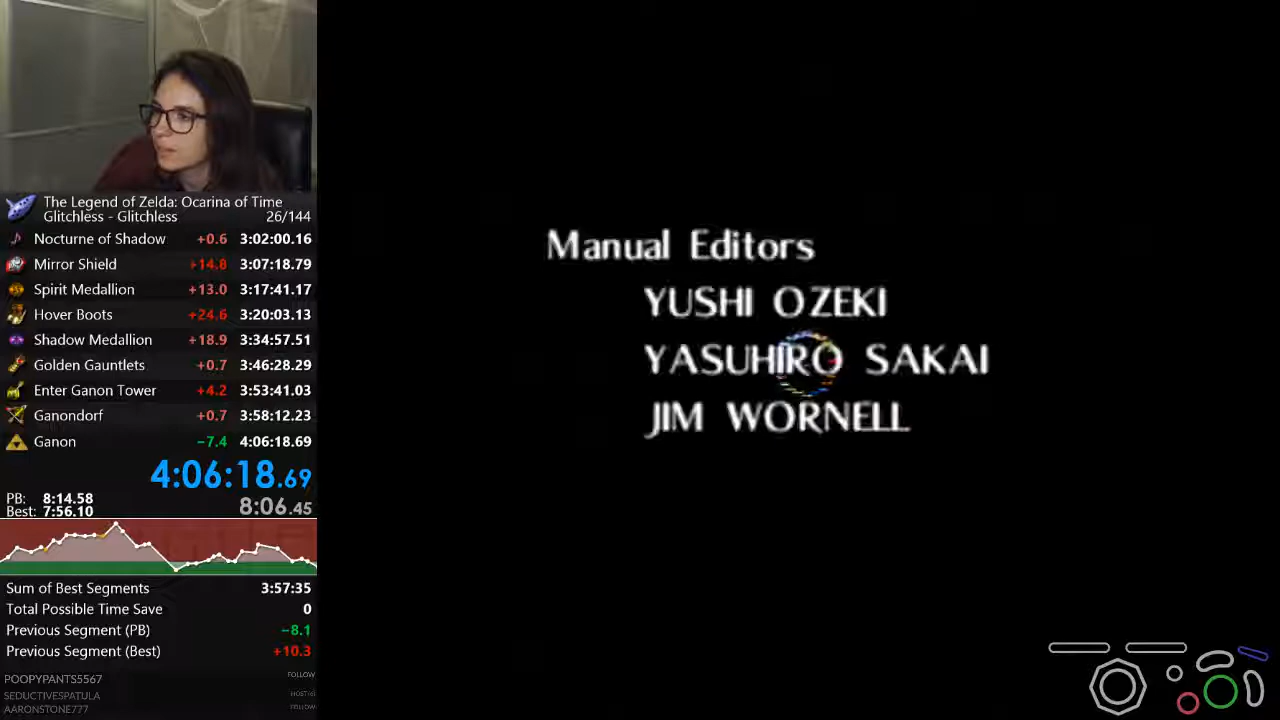 The Legend of Zelda: Ocarina of Time
Glitchless - Glitchless 26/144
Nocturne of Shadow +0.6 3:02:00.16
Mirror Shield +14.8 3:07:18.79
Spirit Medallion +13.0 3:17:41.17
Hover Boots +24.6 3:20:03.13
Shadow Medallion +18.9 3:34:57.51
Golden Gauntlets +0.7 3:46:28.29
Enter Ganon Tower +4.2 3:53:41.03
Ganondorf +0.7 3:58:12.23
Ganon -7.4 4:06:18.69
4:06:18.69
PB: 8:14.58
Best: 7:56.10
8:06.45
Sum of Best Segments 3:57:35
Total Possible Time Save 0
Previous Segment (PB) -8.1
Previous Segment (Best) +10.3
POOPYPANTS5567 FOLLOW
SEDUCTIVESPATULA
AARONSTONE777 FOLLOW
Manual Editors
YUSHI OZEKI
YASUHIRO SAKAI
JIM WORNELL